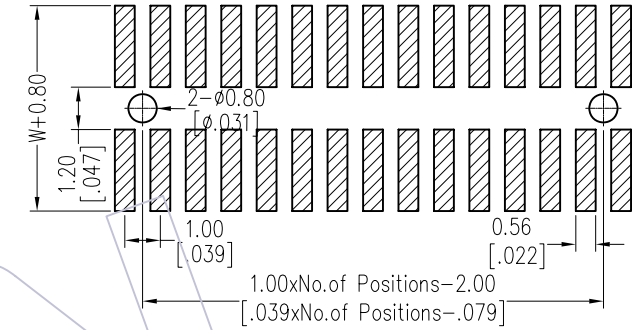 W+0.80
2-ø0.80
[ø.031]
1.20
[.047]
1.00
[.039]
0.56
[.022]
1.00xNo.of Positions-2.00
[.039xNo.of Positions-.079]